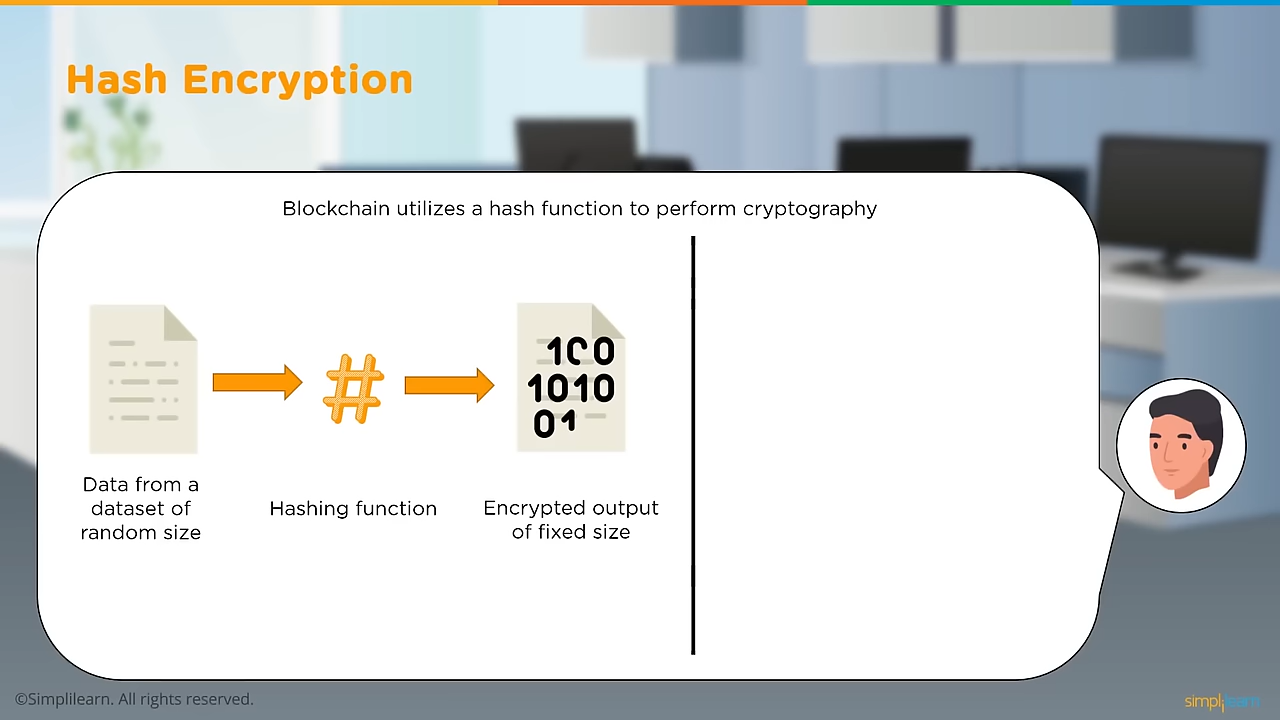 Hash Encryption
Blockchain utilizes a hash function to perform cryptography
#
100
1010
01
Data from a
dataset of
random size
Hashing function
Encrypted output
of fixed size
©Simplilearn. All rights reserved.
simplilearn